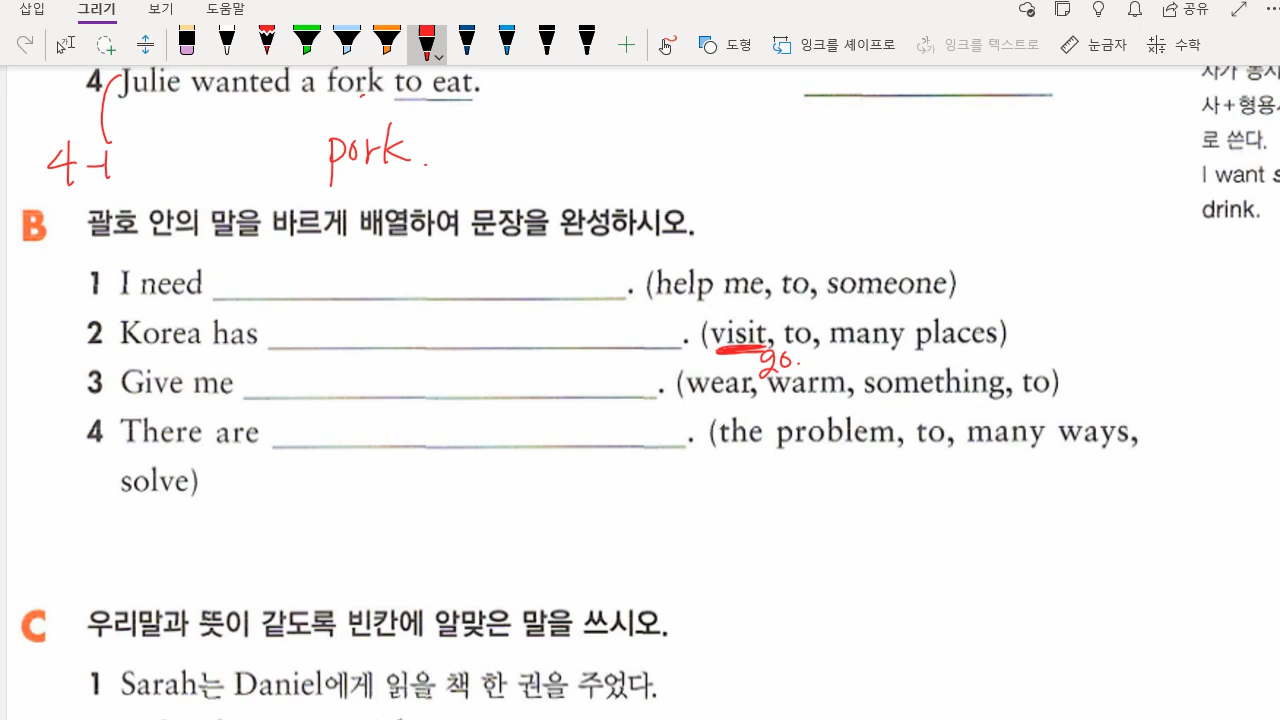 삽입 그리기 보기 도움말 공유
도형 잉크를 셰이프로 잉크를 텍스트로 눈금자 수학
4 Julie wanted a fork to eat.
4-1 pork.
사+형용사
로 쓴다.
I want s
drink.
B 괄호 안의 말을 바르게 배열하여 문장을 완성하시오.
1 I need ____________. (help me, to, someone)
2 Korea has ____________. (visit, to, many places)
go.
3 Give me ____________. (wear, warm, something, to)
4 There are ____________. (the problem, to, many ways,
solve)
C 우리말과 뜻이 같도록 빈칸에 알맞은 말을 쓰시오.
1 Sarah는 Daniel에게 읽을 책 한 권을 주었다.